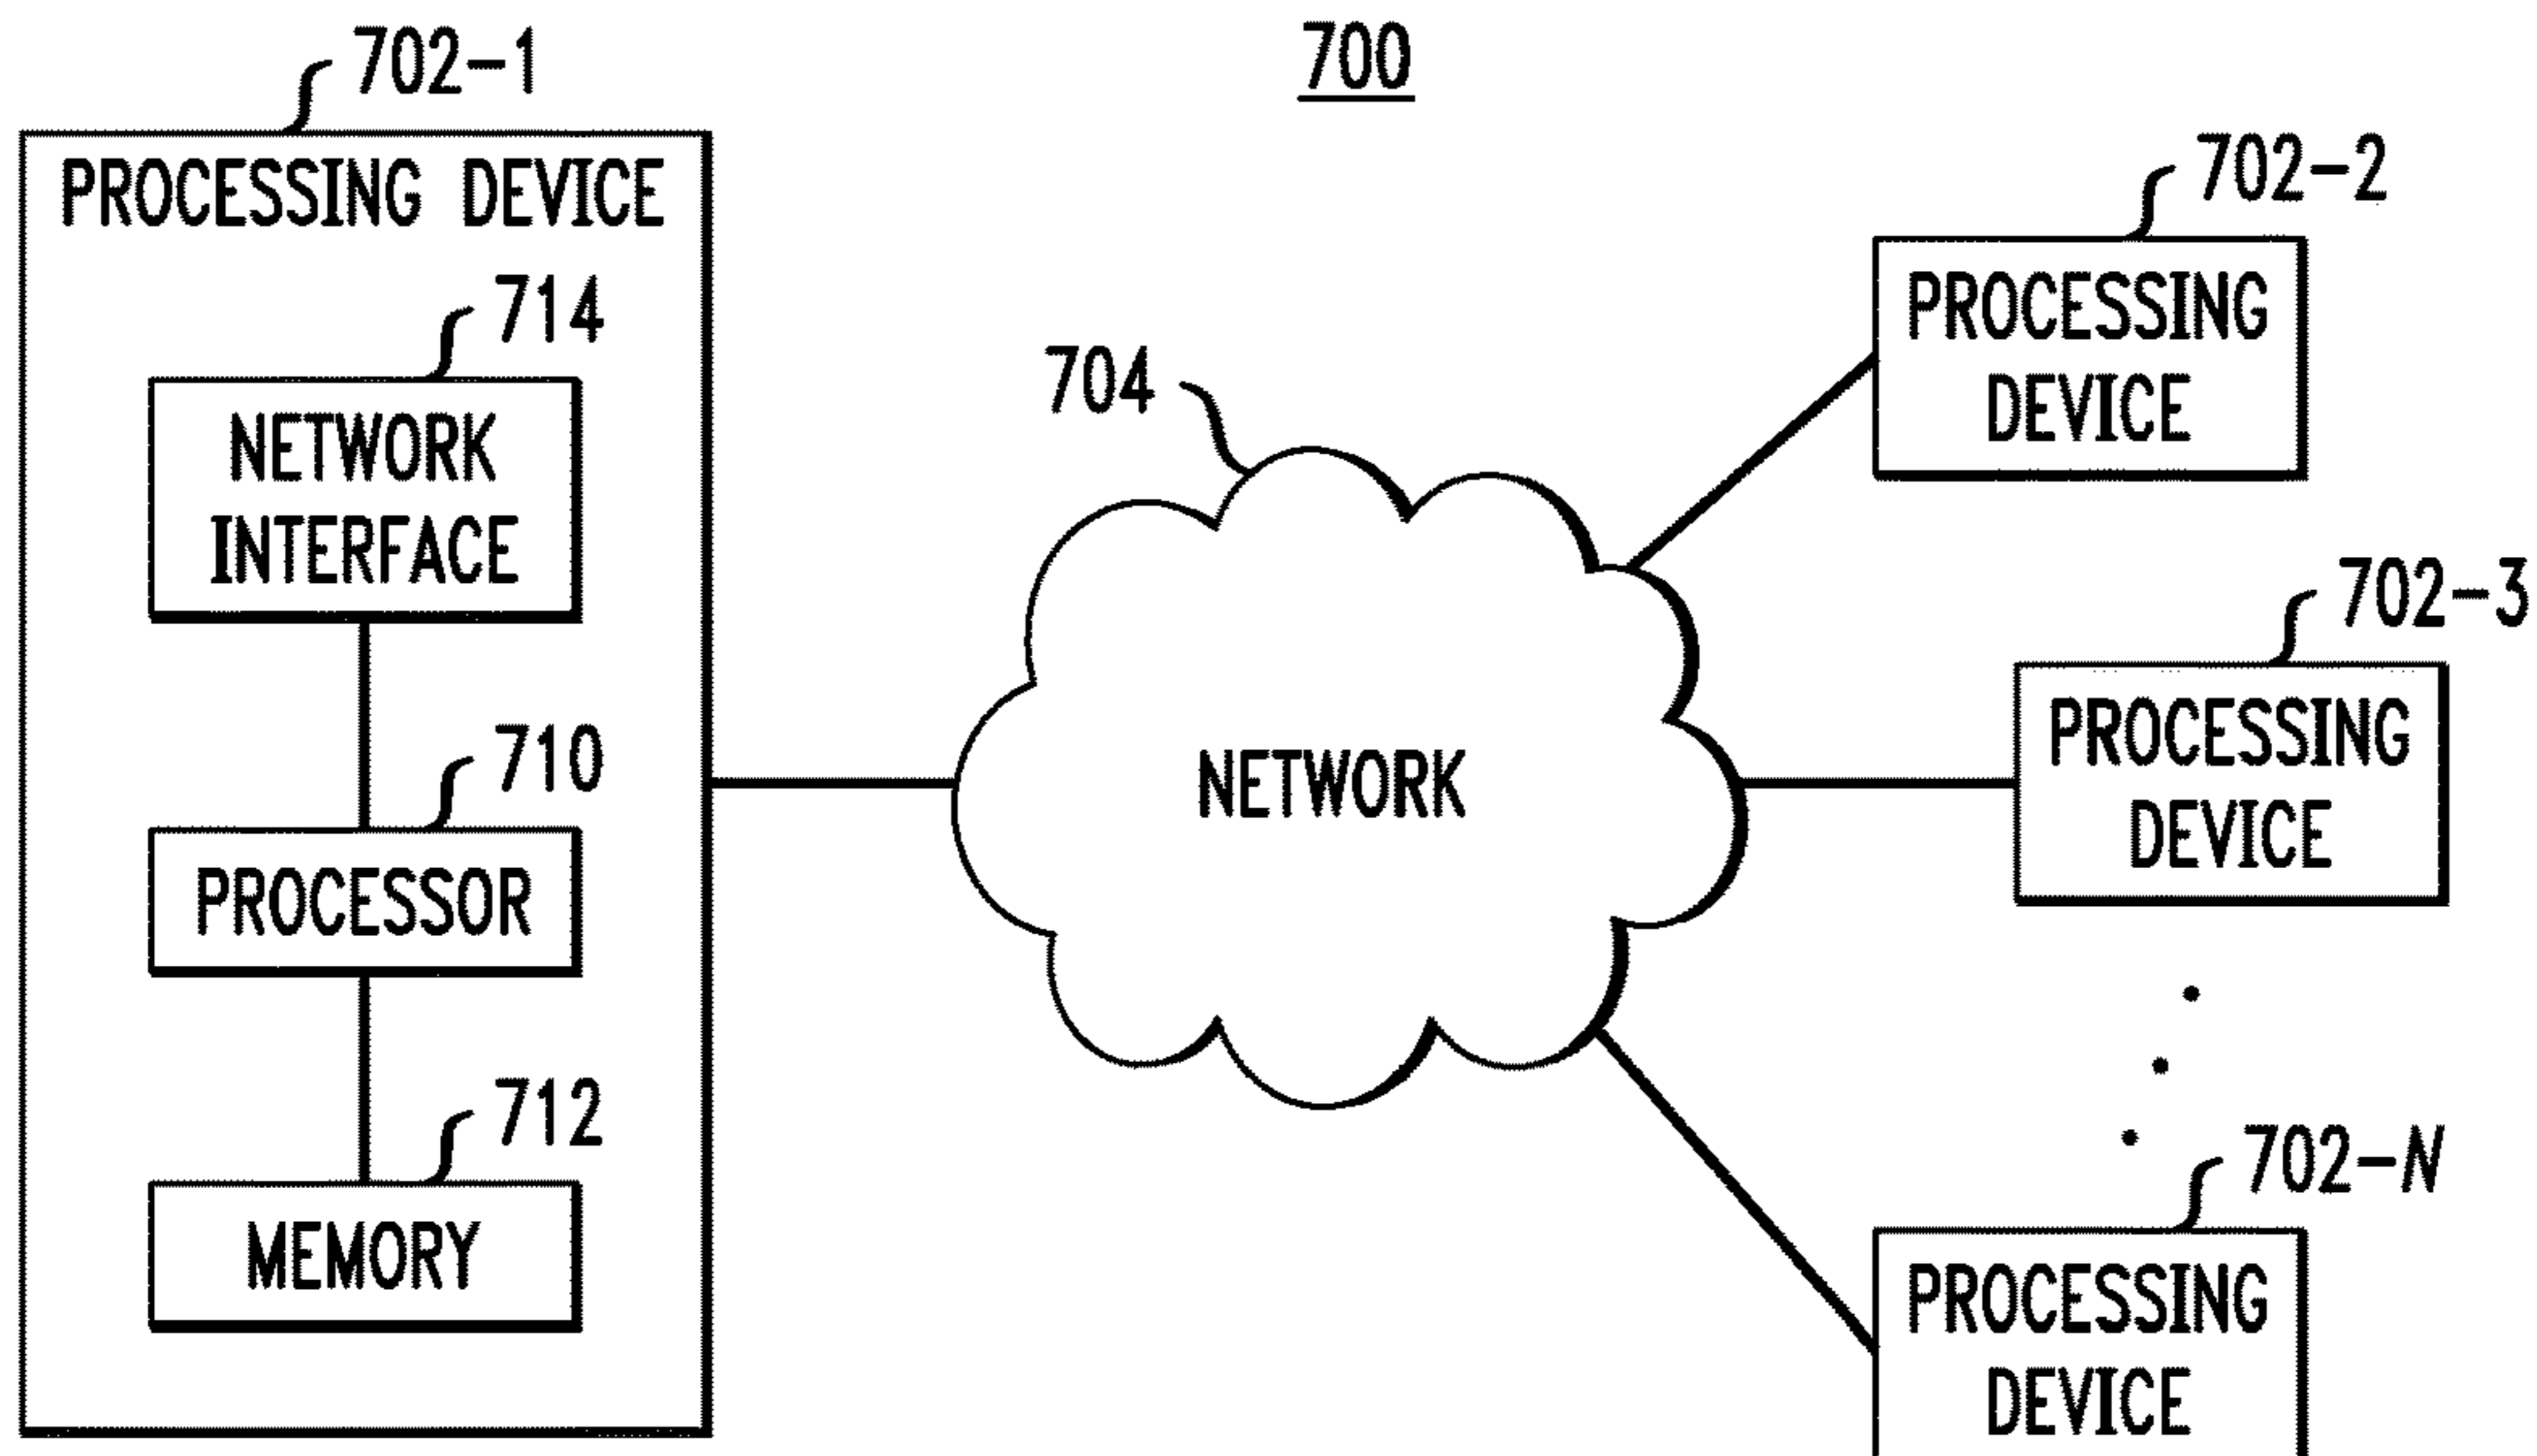 700
702-1
PROCESSING DEVICE
714
NETWORK
INTERFACE
710
PROCESSOR
712
MEMORY
704
NETWORK
702-2
PROCESSING
DEVICE
702-3
PROCESSING
DEVICE
702-N
PROCESSING
DEVICE